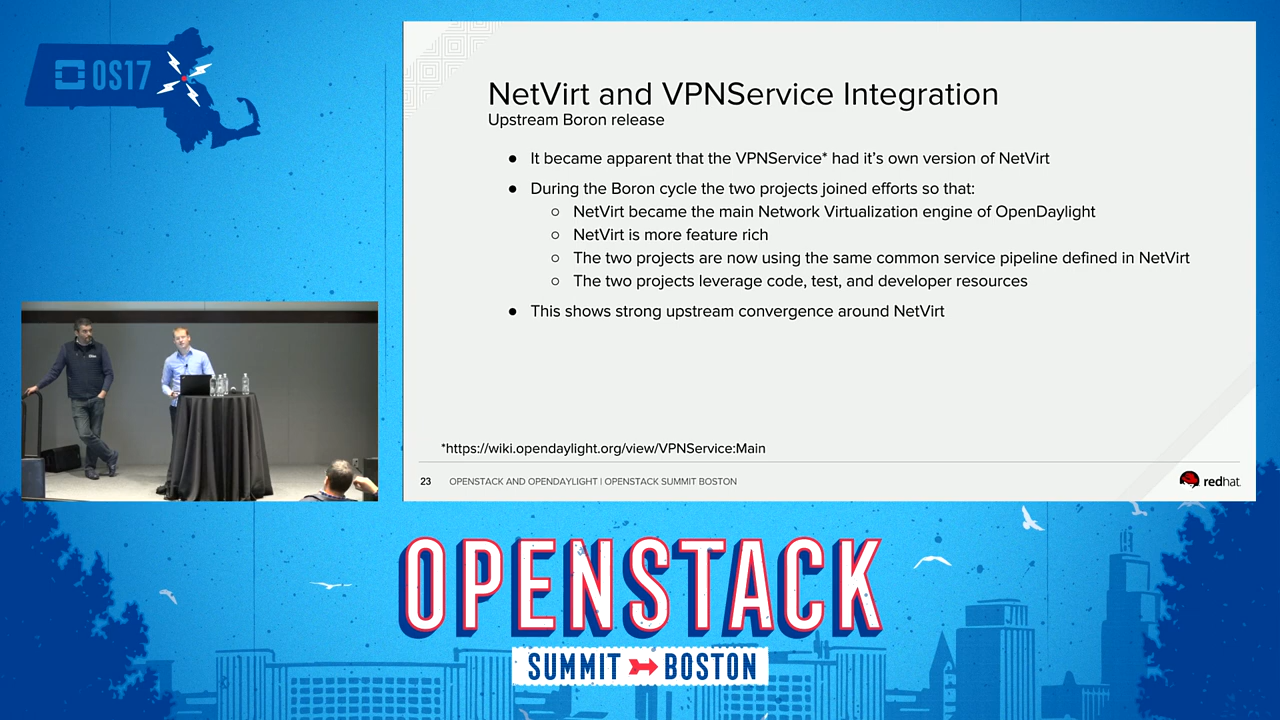 OS17
NetVirt and VPNService Integration
Upstream Boron release
● It became apparent that the VPNService* had it's own version of NetVirt
● During the Boron cycle the two projects joined efforts so that:
○ NetVirt became the main Network Virtualization engine of OpenDaylight
○ NetVirt is more feature rich
○ The two projects are now using the same common service pipeline defined in NetVirt
○ The two projects leverage code, test, and developer resources
● This shows strong upstream convergence around NetVirt
*https://wiki.opendaylight.org/view/VPNService:Main
23 OPENSTACK AND OPENDAYLIGHT | OPENSTACK SUMMIT BOSTON
redhat.
OPENSTACK
SUMMIT BOSTON